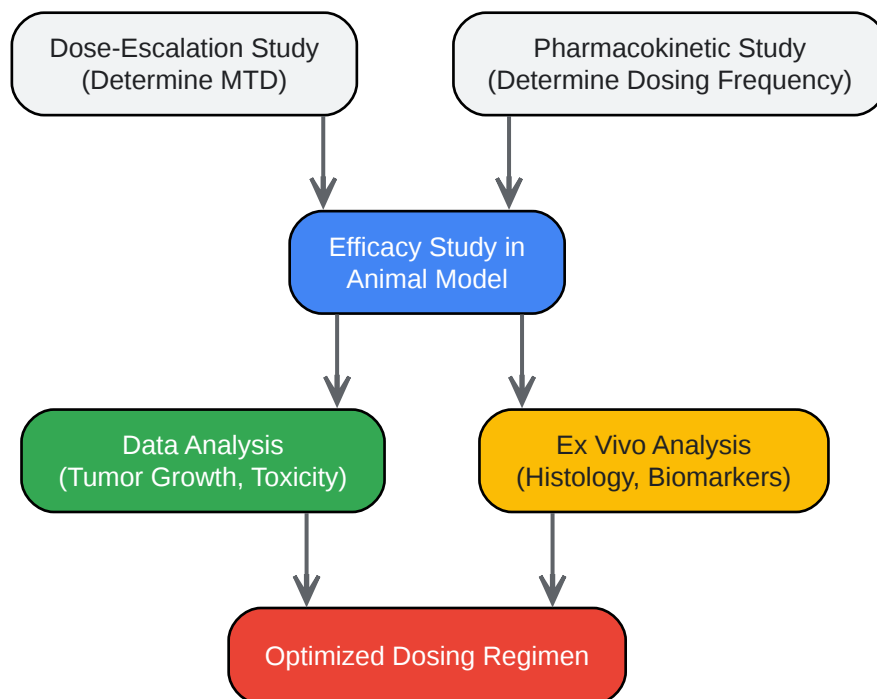 Dose-Escalation Study
(Determine MTD)
Pharmacokinetic Study
(Determine Dosing Frequency)
Efficacy Study in
Animal Model
Data Analysis
(Tumor Growth, Toxicity)
Ex Vivo Analysis
(Histology, Biomarkers)
Optimized Dosing Regimen